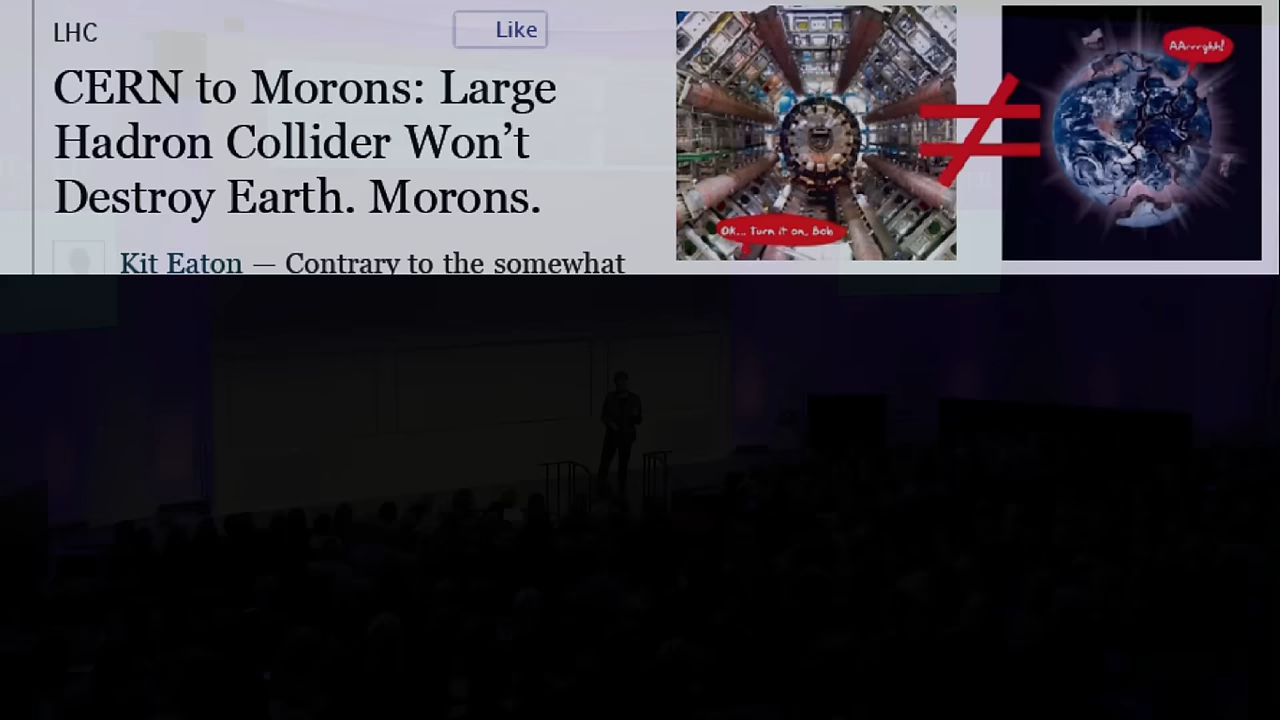 LHC
Like
CERN to Morons: Large
Hadron Collider Won’t
Destroy Earth. Morons.
Kit Eaton — Contrary to the somewhat
OK... Turn it on, Bob
AArrrghh!